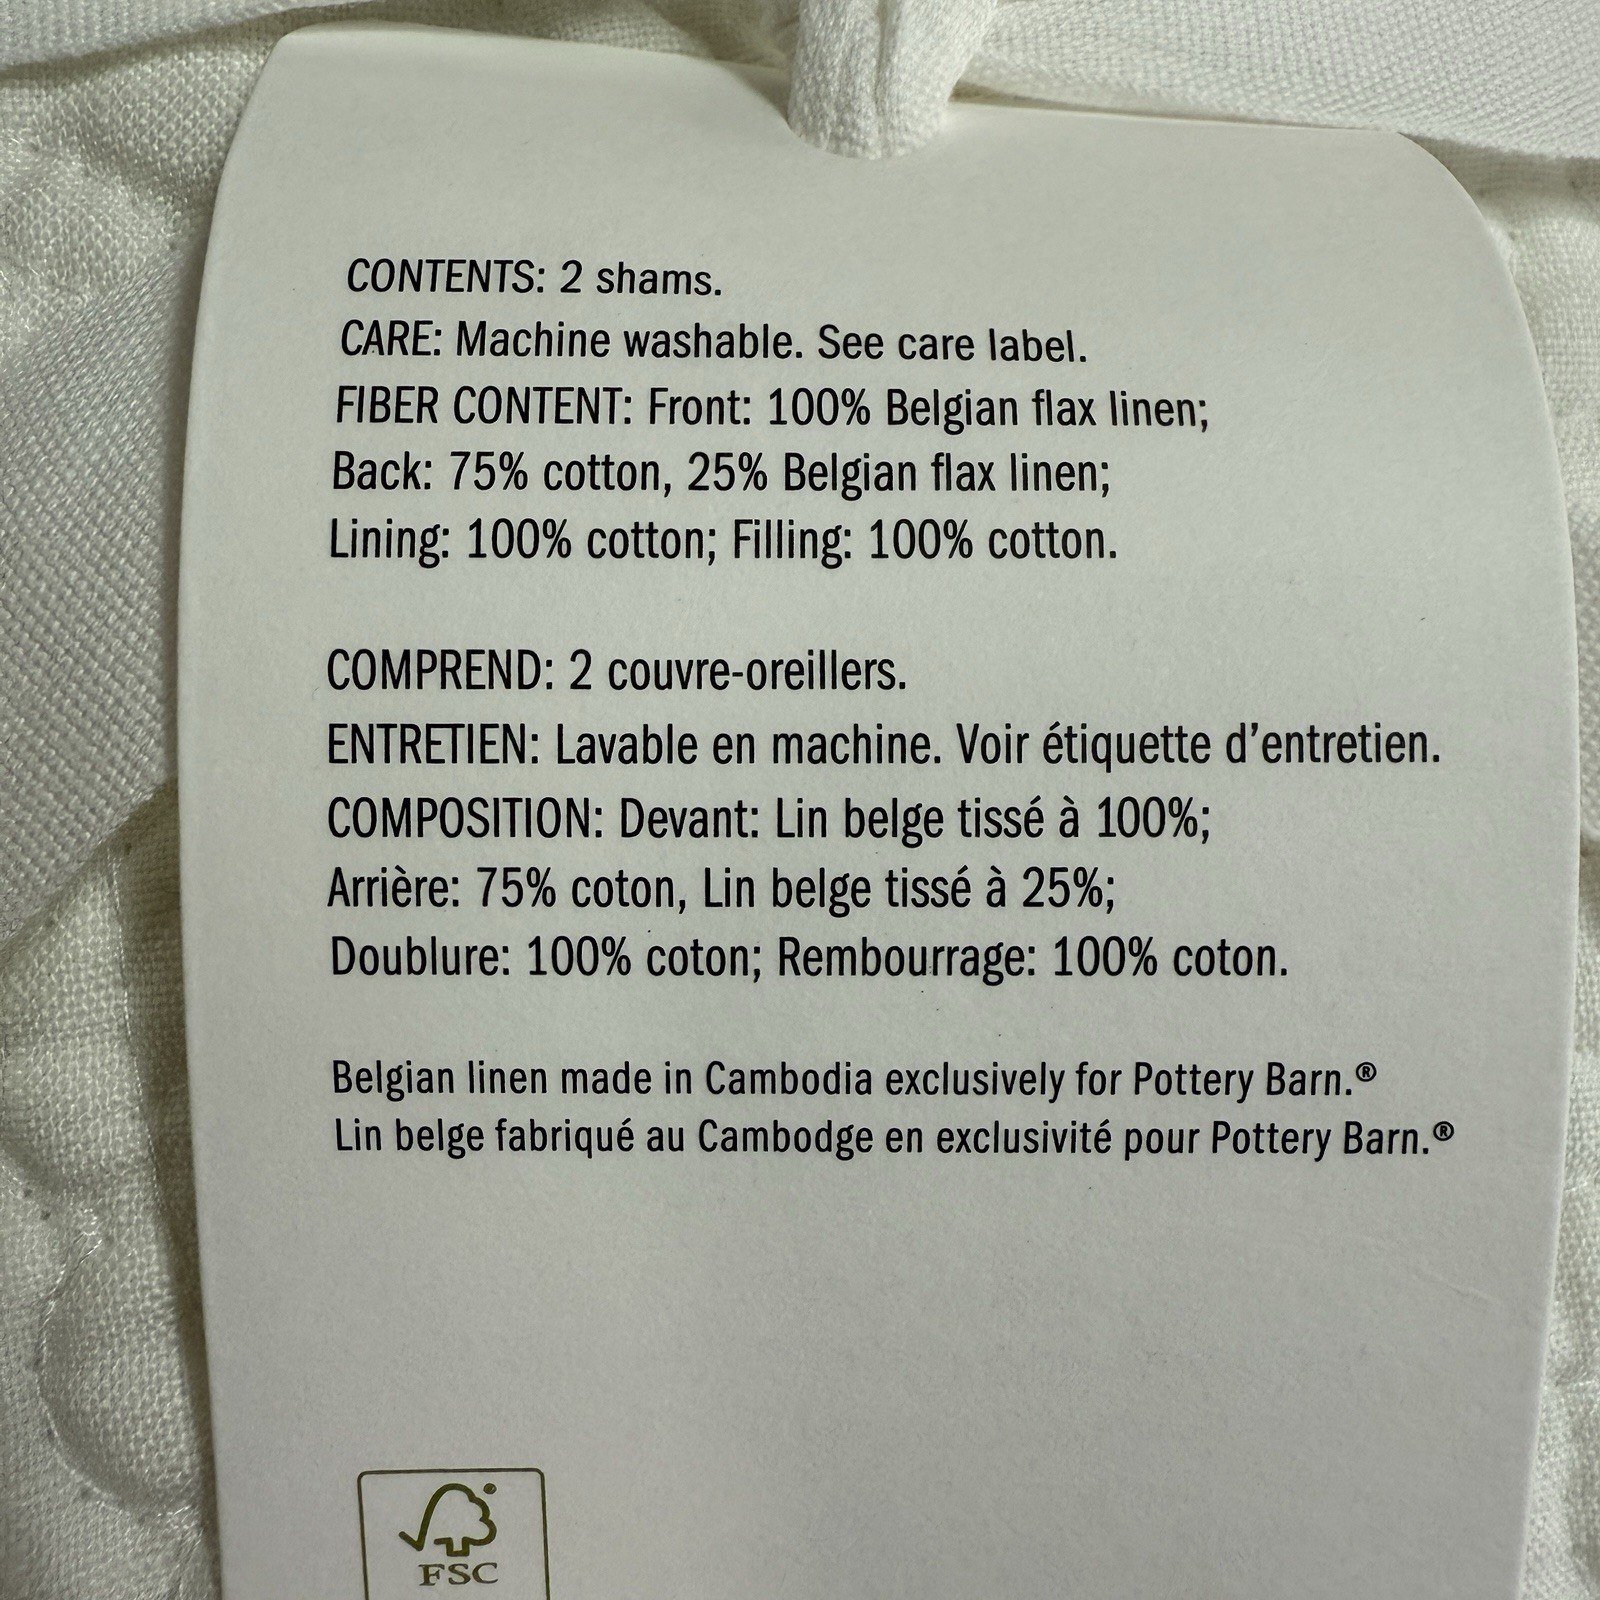 CONTENTS: 2 shams.
CARE: Machine washable. See care label.
FIBER CONTENT: Front: 100% Belgian flax linen;
Back: 75% cotton, 25% Belgian flax linen;
Lining: 100% cotton; Filling: 100% cotton.
COMPREND: 2 couvre-oreillers.
ENTRETIEN: Lavable en machine. Voir étiquette d’entretien.
COMPOSITION: Devant: Lin belge tissé à 100%;
Arrière: 75% coton, Lin belge tissé à 25%;
Doublure: 100% coton; Rembourrage: 100% coton.
Belgian linen made in Cambodia exclusively for Pottery Barn.®
Lin belge fabriqué au Cambodge en exclusivité pour Pottery Barn.®
FSC